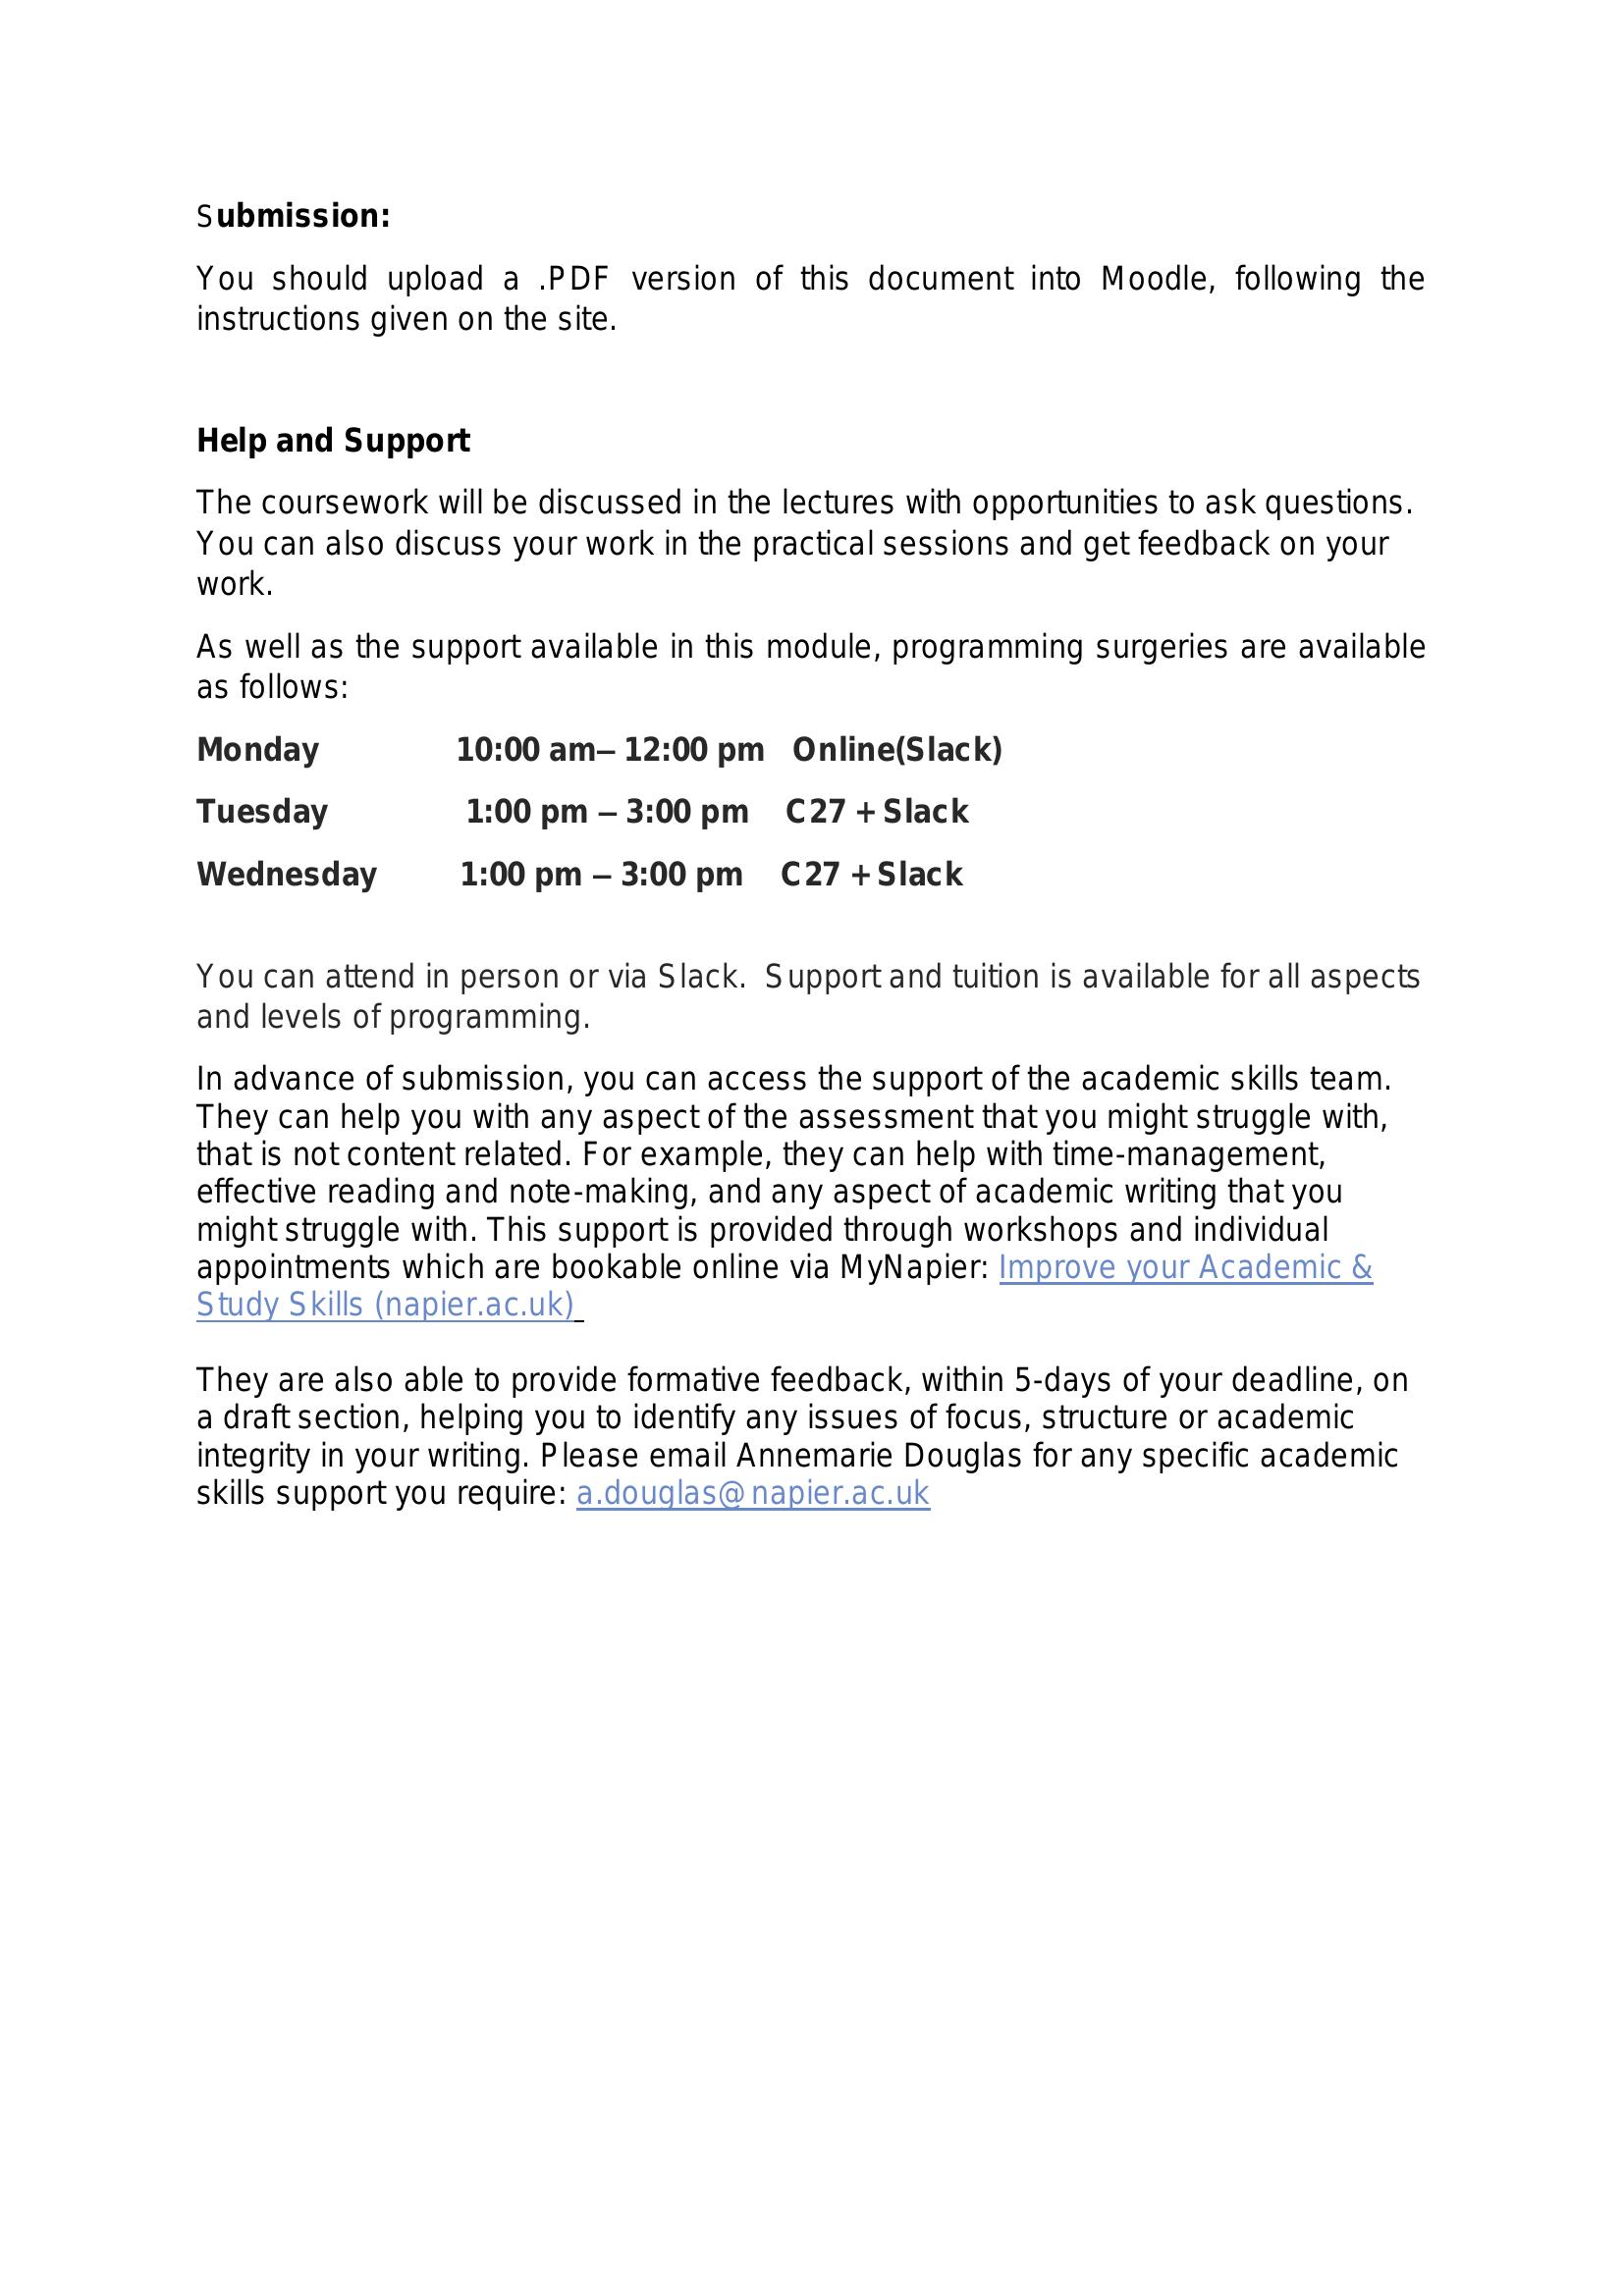 Submission:
You should upload a .PDF version of this document into Moodle, following the
instructions given on the site.
Help and Support
The coursework will be discussed in the lectures with opportunities to ask questions.
You can also discuss your work in the practical sessions and get feedback on your
work.
As well as the support available in this module, programming surgeries are available
as follows:
Monday 10:00 am– 12:00 pm Online(Slack)
Tuesday 1:00 pm – 3:00 pm C27 + Slack
Wednesday 1:00 pm – 3:00 pm C27 + Slack
You can attend in person or via Slack. Support and tuition is available for all aspects
and levels of programming.
In advance of submission, you can access the support of the academic skills team.
They can help you with any aspect of the assessment that you might struggle with,
that is not content related. For example, they can help with time-management,
effective reading and note-making, and any aspect of academic writing that you
might struggle with. This support is provided through workshops and individual
appointments which are bookable online via MyNapier: Improve your Academic &
Study Skills (napier.ac.uk)
They are also able to provide formative feedback, within 5-days of your deadline, on
a draft section, helping you to identify any issues of focus, structure or academic
integrity in your writing. Please email Annemarie Douglas for any specific academic
skills support you require: a.douglas@napier.ac.uk